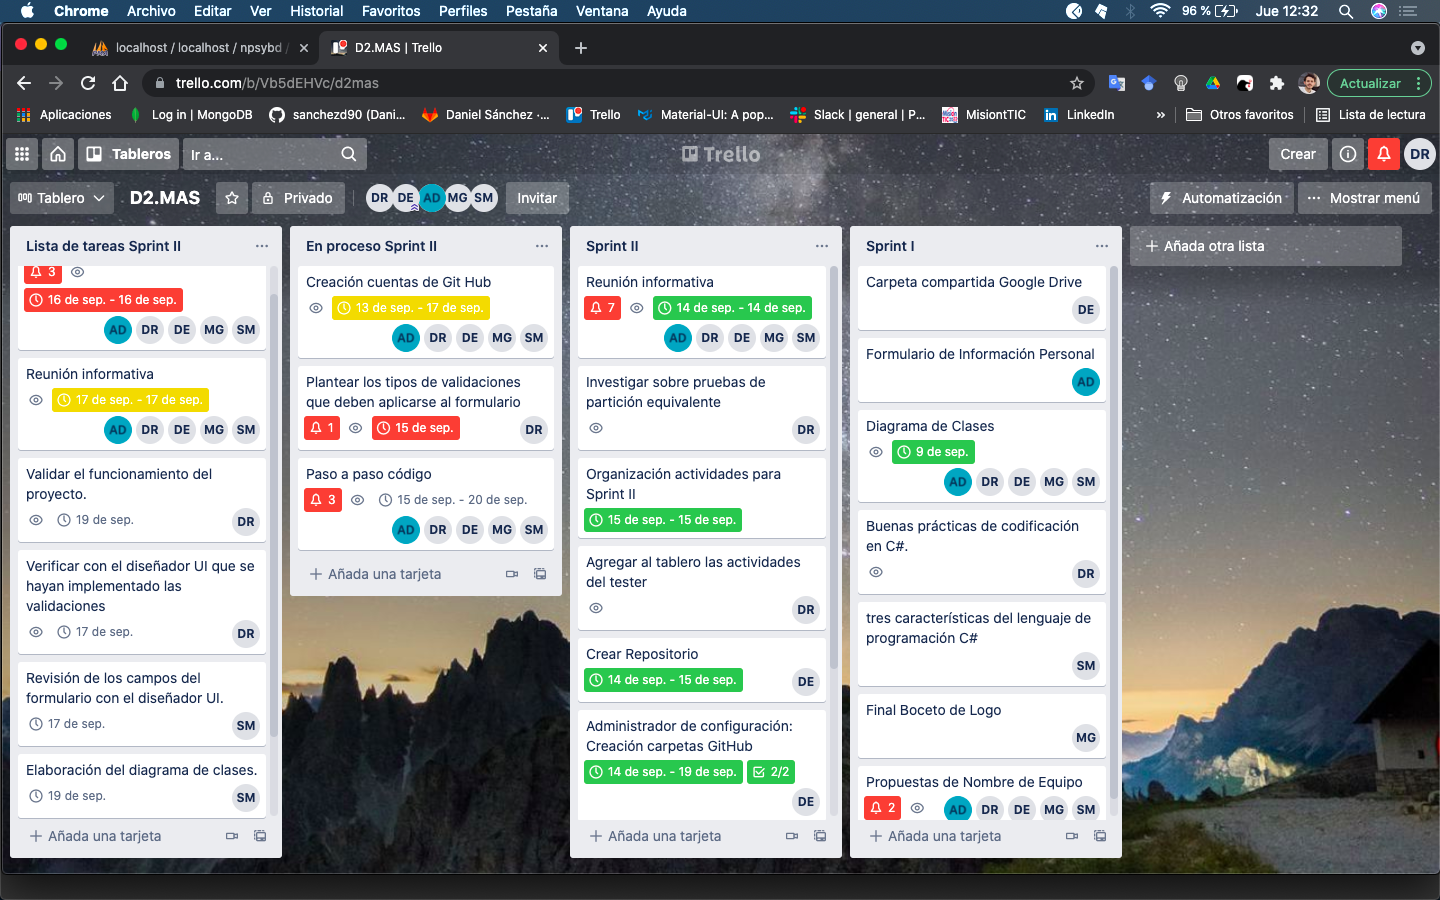 Chrome Archivo Editar Ver Historial Favoritos Perfiles Pestaña Ventana Ayuda 96 % Jue 12:32
localhost / localhost / npsybd /
D2.MAS | Trello
trello.com/b/Vb5dEHVc/d2mas
Actualizar
Aplicaciones
Log in | MongoDB
sanchezd90 (Dani...
Daniel Sánchez ·...
Trello
Material-UI: A pop...
Slack | general | P...
MisiontTIC
LinkedIn
»
Otros favoritos
Lista de lectura
Tableros
Ir a...
Trello
Crear
DR
Tablero
D2.MAS
Privado
DR DE AD MG SM
Invitar
Automatización
··· Mostrar menú
Lista de tareas Sprint II
3
16 de sep. - 16 de sep.
AD DR DE MG SM
Reunión informativa
17 de sep. - 17 de sep.
AD DR DE MG SM
Validar el funcionamiento del
proyecto.
19 de sep.
DR
Verificar con el diseñador UI que se
hayan implementado las
validaciones
17 de sep.
DR
Revisión de los campos del
formulario con el diseñador UI.
17 de sep.
SM
Elaboración del diagrama de clases.
19 de sep.
SM
+ Añada una tarjeta
En proceso Sprint II
Creación cuentas de Git Hub
13 de sep. - 17 de sep.
AD DR DE MG SM
Plantear los tipos de validaciones
que deben aplicarse al formulario
1
15 de sep.
DR
Paso a paso código
3
15 de sep. - 20 de sep.
AD DR DE MG SM
+ Añada una tarjeta
Sprint II
Reunión informativa
7
14 de sep. - 14 de sep.
AD DR DE MG SM
Investigar sobre pruebas de
partición equivalente
DR
Organización actividades para
Sprint II
15 de sep. - 15 de sep.
Agregar al tablero las actividades
del tester
DR
Crear Repositorio
14 de sep. - 15 de sep.
DE
Administrador de configuración:
Creación carpetas GitHub
14 de sep. - 19 de sep.
2/2
DE
+ Añada una tarjeta
Sprint I
Carpeta compartida Google Drive
DE
Formulario de Información Personal
AD
Diagrama de Clases
9 de sep.
AD DR DE MG SM
Buenas prácticas de codificación
en C#.
DR
tres características del lenguaje de
programación C#
SM
Final Boceto de Logo
MG
Propuestas de Nombre de Equipo
2
AD DR DE MG SM
+ Añada una tarjeta
+ Añada otra lista